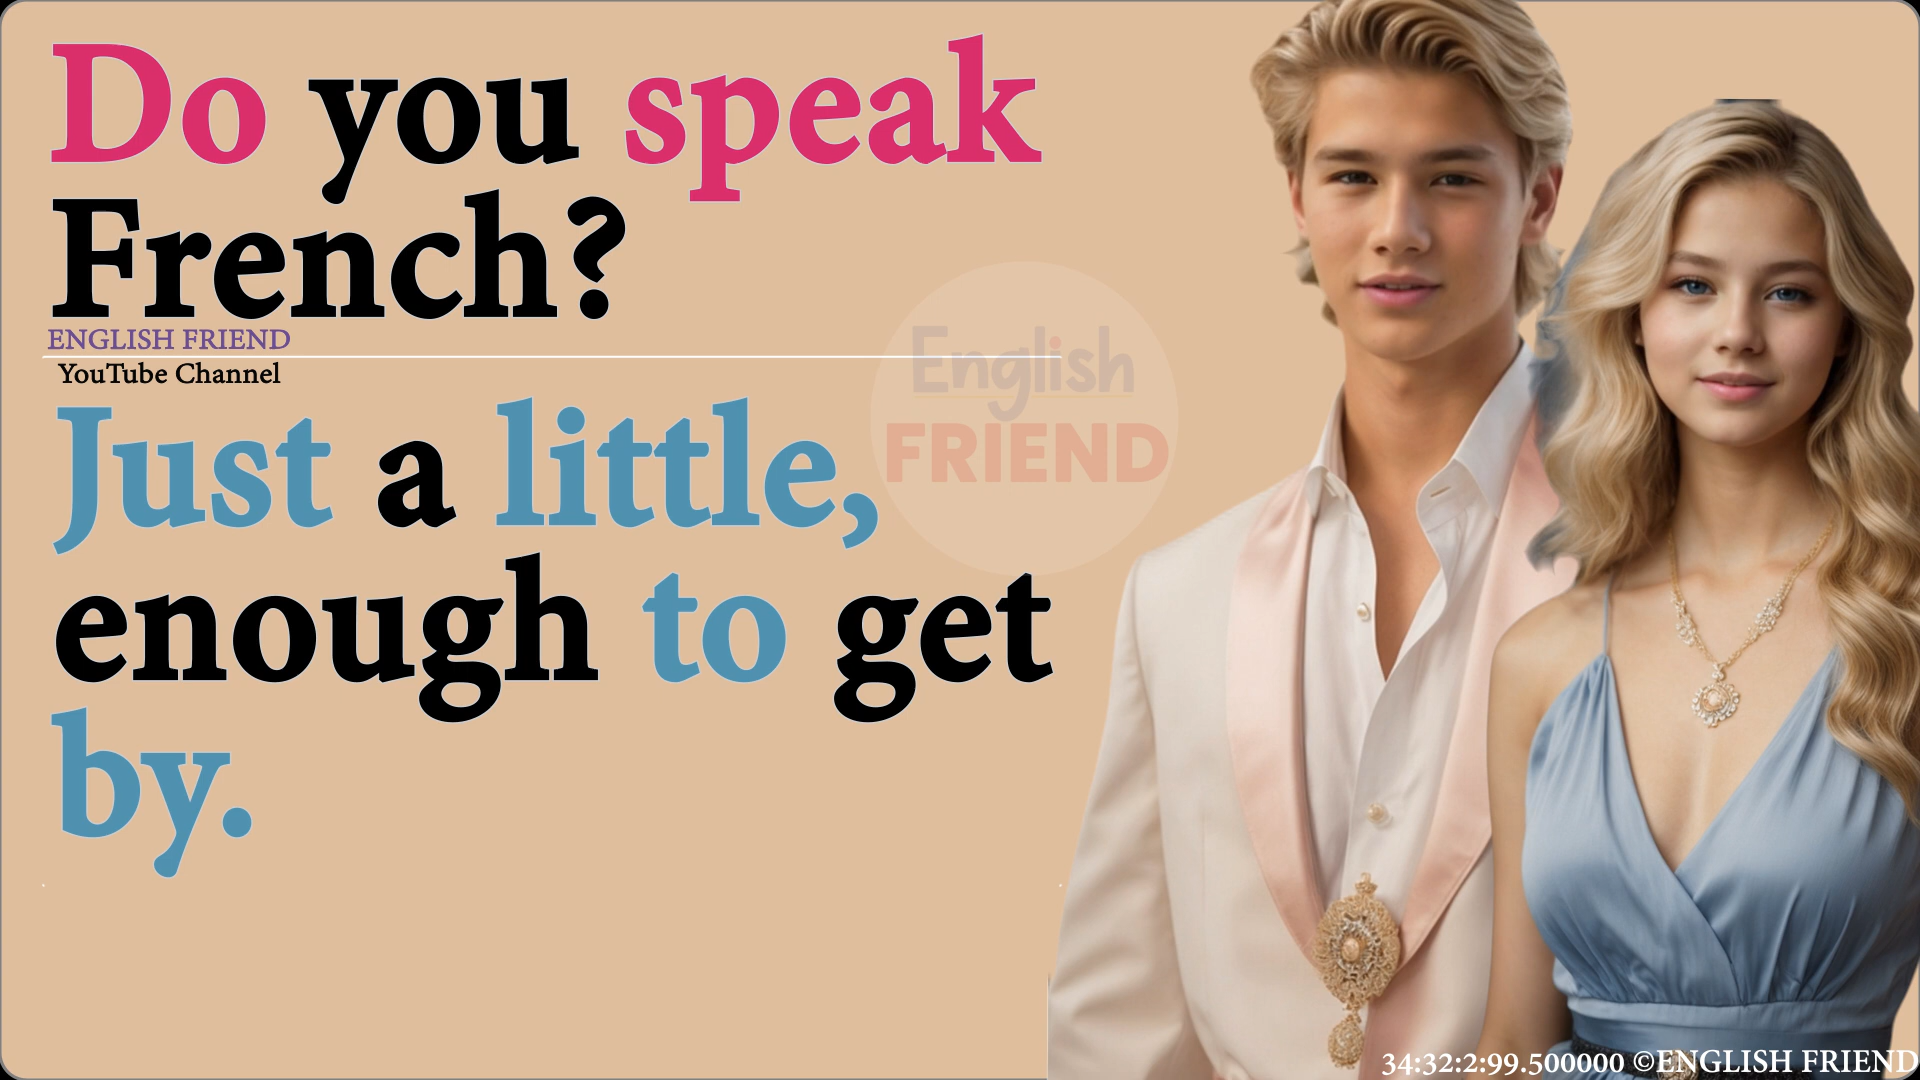 Do you speak
French?
ENGLISH FRIEND
YouTube Channel
English
FRIEND
Just a little,
enough to get
by.
34:32:2:99.500000 ©ENGLISH FRIEND